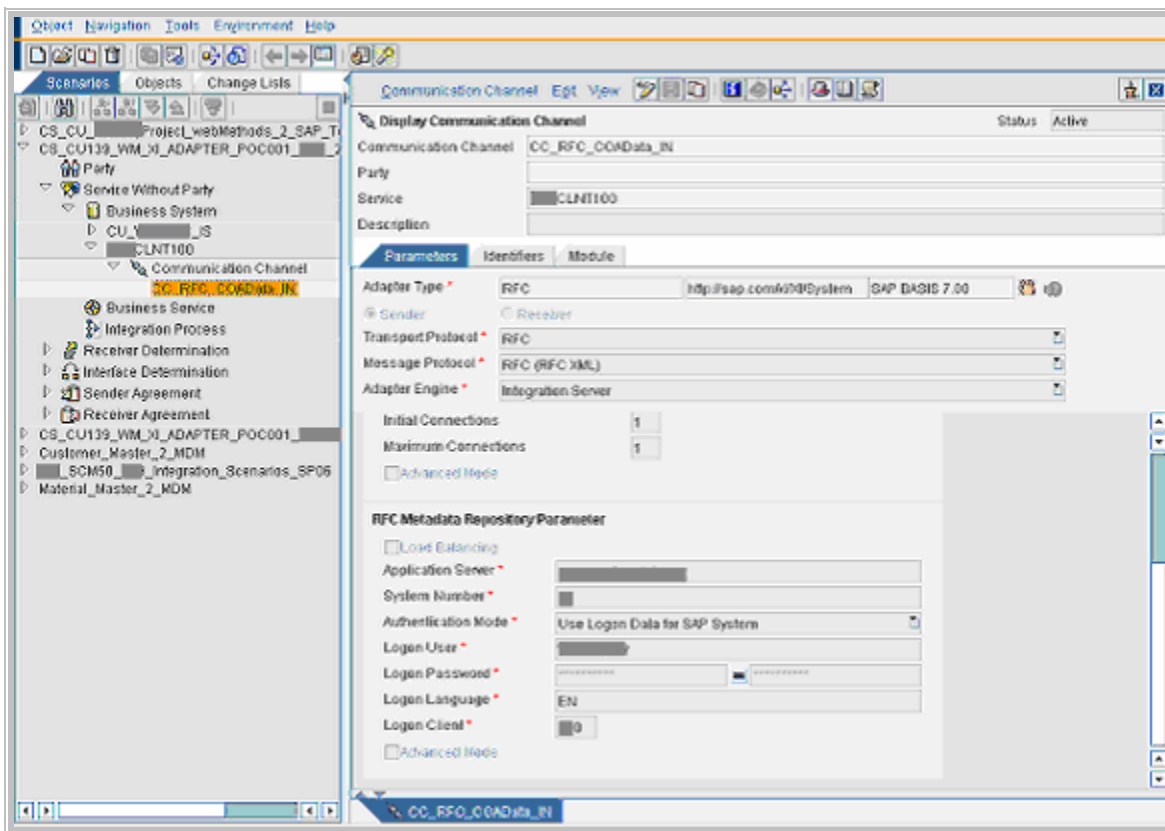 Object Navigation Tools Environment Help
Scenarios Objects Change Lists
CS_CU_ Project_webMethods_2_SAP_T
CS_CU139_WM_XI_ADAPTER_POC001_ _2
Party
Service Without Party
Business System
CU_ _IS
CLNT100
Communication Channel
CC_RFC_COAData_IN
Business Service
Integration Process
Receiver Determination
Interface Determination
Sender Agreement
Receiver Agreement
CS_CU139_WM_XI_ADAPTER_POC001_
Customer_Master_2_MDM
_SCM50_ _Integration_Scenarios_SP06
Material_Master_2_MDM
Communication Channel Edit View
Display Communication Channel Status Active
Communication Channel CC_RFC_COAData_IN
Party
Service CLNT100
Description
Parameters Identifiers Module
Adapter Type * RFC http://sap.com/xi/XI/System SAP BASIS 7.00
Sender Receiver
Transport Protocol * RFC
Message Protocol * RFC (RFC XML)
Adapter Engine * Integration Server
Initial Connections 1
Maximum Connections 1
Advanced Mode
RFC Metadata Repository Parameter
Load Balancing
Application Server *
System Number *
Authentication Mode * Use Logon Data for SAP System
Logon User *
Logon Password * ********** **********
Logon Language * EN
Logon Client * 0
Advanced Mode
CC_RFC_COAData_IN